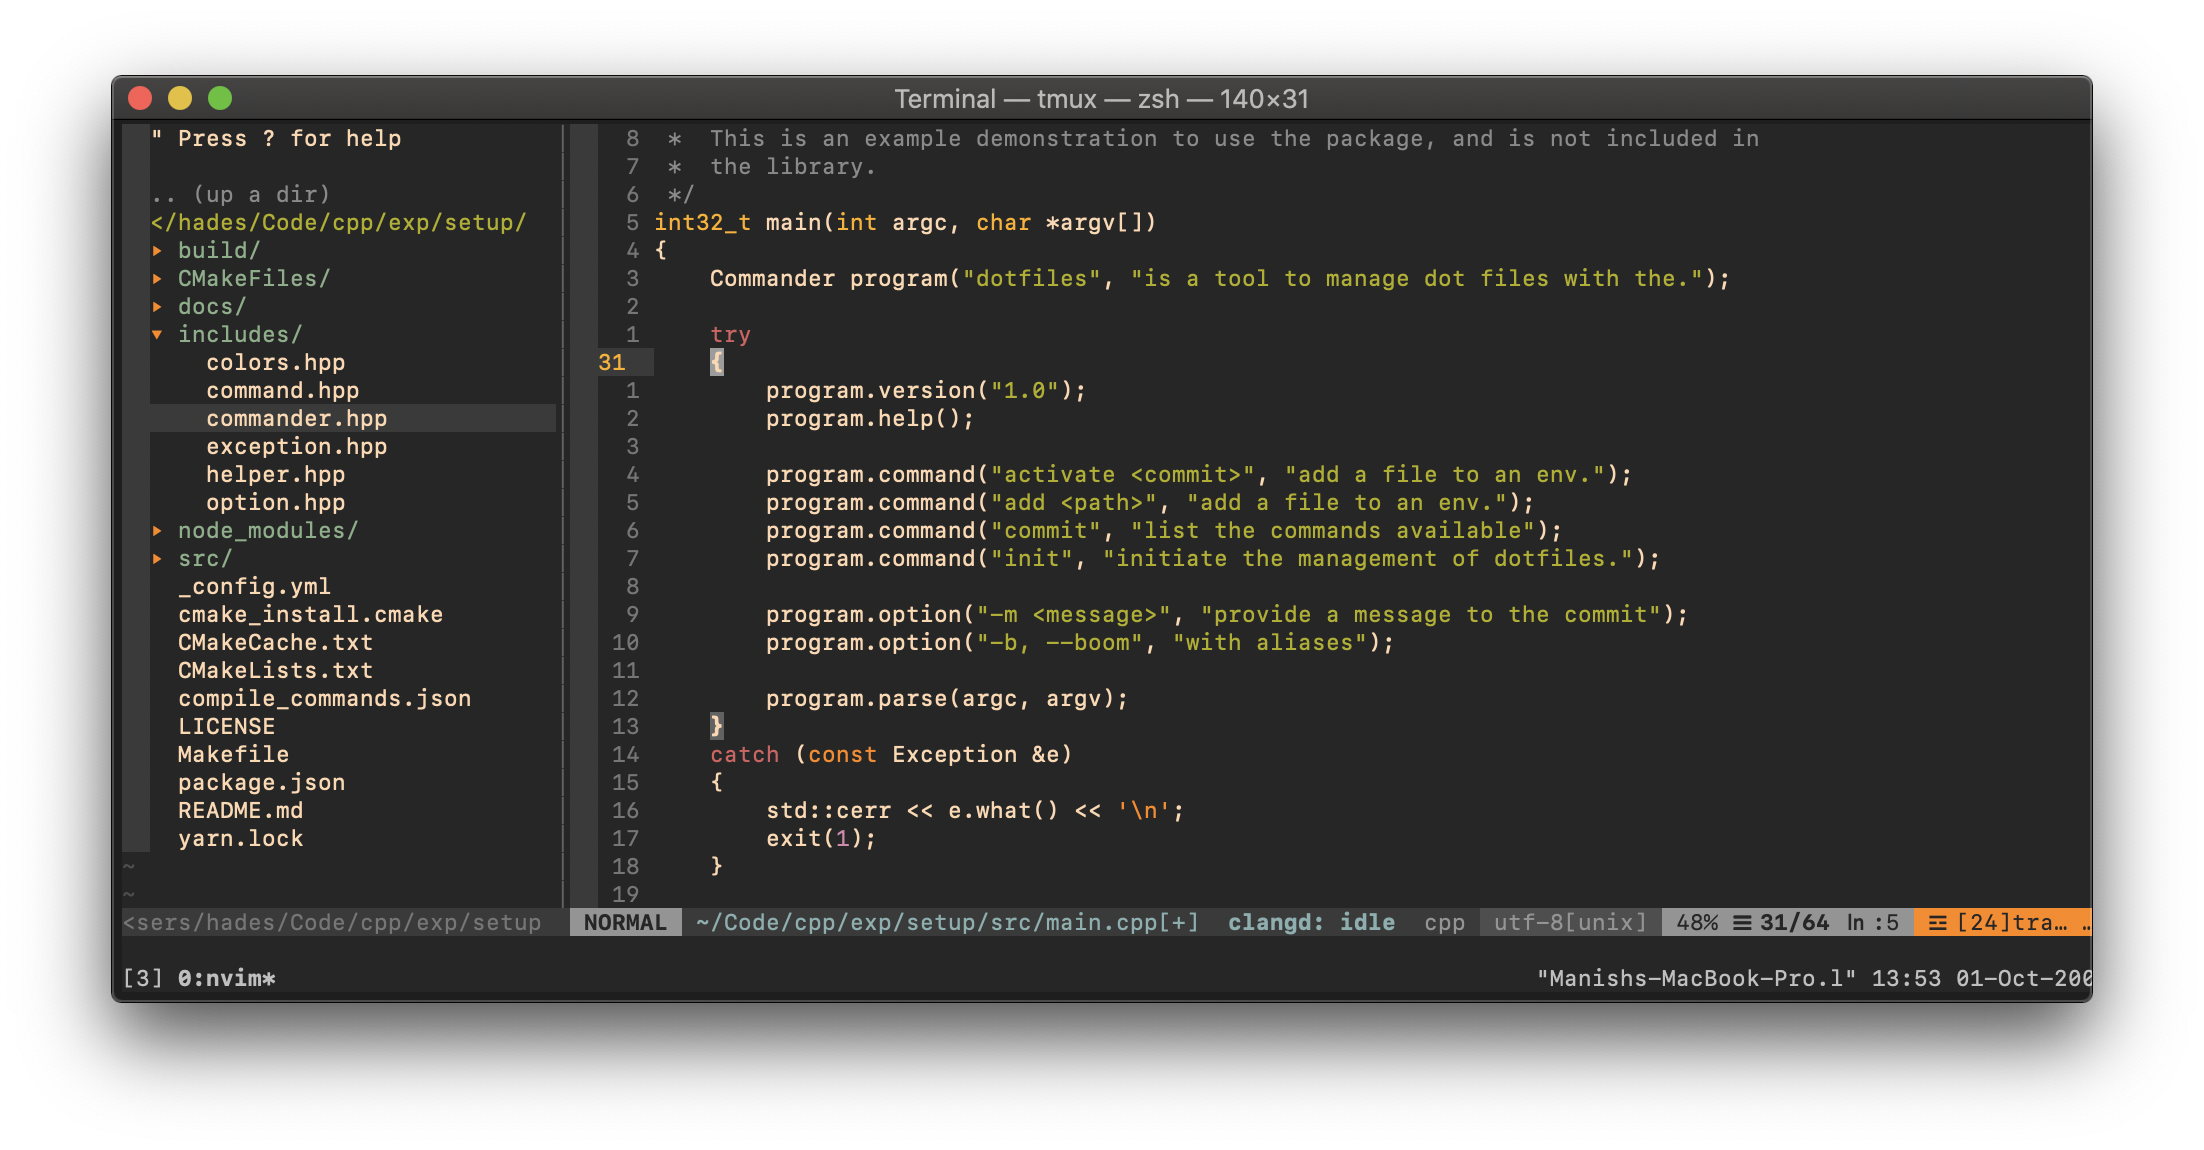 Terminal — tmux — zsh — 140×31
" Press ? for help
.. (up a dir)
</hades/Code/cpp/exp/setup/
▸ build/
▸ CMakeFiles/
▸ docs/
▾ includes/
colors.hpp
command.hpp
commander.hpp
exception.hpp
helper.hpp
option.hpp
▸ node_modules/
▸ src/
_config.yml
cmake_install.cmake
CMakeCache.txt
CMakeLists.txt
compile_commands.json
LICENSE
Makefile
package.json
README.md
yarn.lock
~
~
<sers/hades/Code/cpp/exp/setup
8  *  This is an example demonstration to use the package, and is not included in
7  *  the library.
6  */
5 int32_t main(int argc, char *argv[])
4 {
3     Commander program("dotfiles", "is a tool to manage dot files with the.");
2
1     try
31     {
1         program.version("1.0");
2         program.help();
3
4         program.command("activate <commit>", "add a file to an env.");
5         program.command("add <path>", "add a file to an env.");
6         program.command("commit", "list the commands available");
7         program.command("init", "initiate the management of dotfiles.");
8
9         program.option("-m <message>", "provide a message to the commit");
10         program.option("-b, --boom", "with aliases");
11
12         program.parse(argc, argv);
13     }
14     catch (const Exception &e)
15     {
16         std::cerr << e.what() << '\n';
17         exit(1);
18     }
19
NORMAL ~/Code/cpp/exp/setup/src/main.cpp[+] clangd: idle cpp utf-8[unix] 48% ☰ 31/64 ln :5 ☲ [24]tra… …
[3] 0:nvim* "Manishs-MacBook-Pro.l" 13:53 01-Oct-200